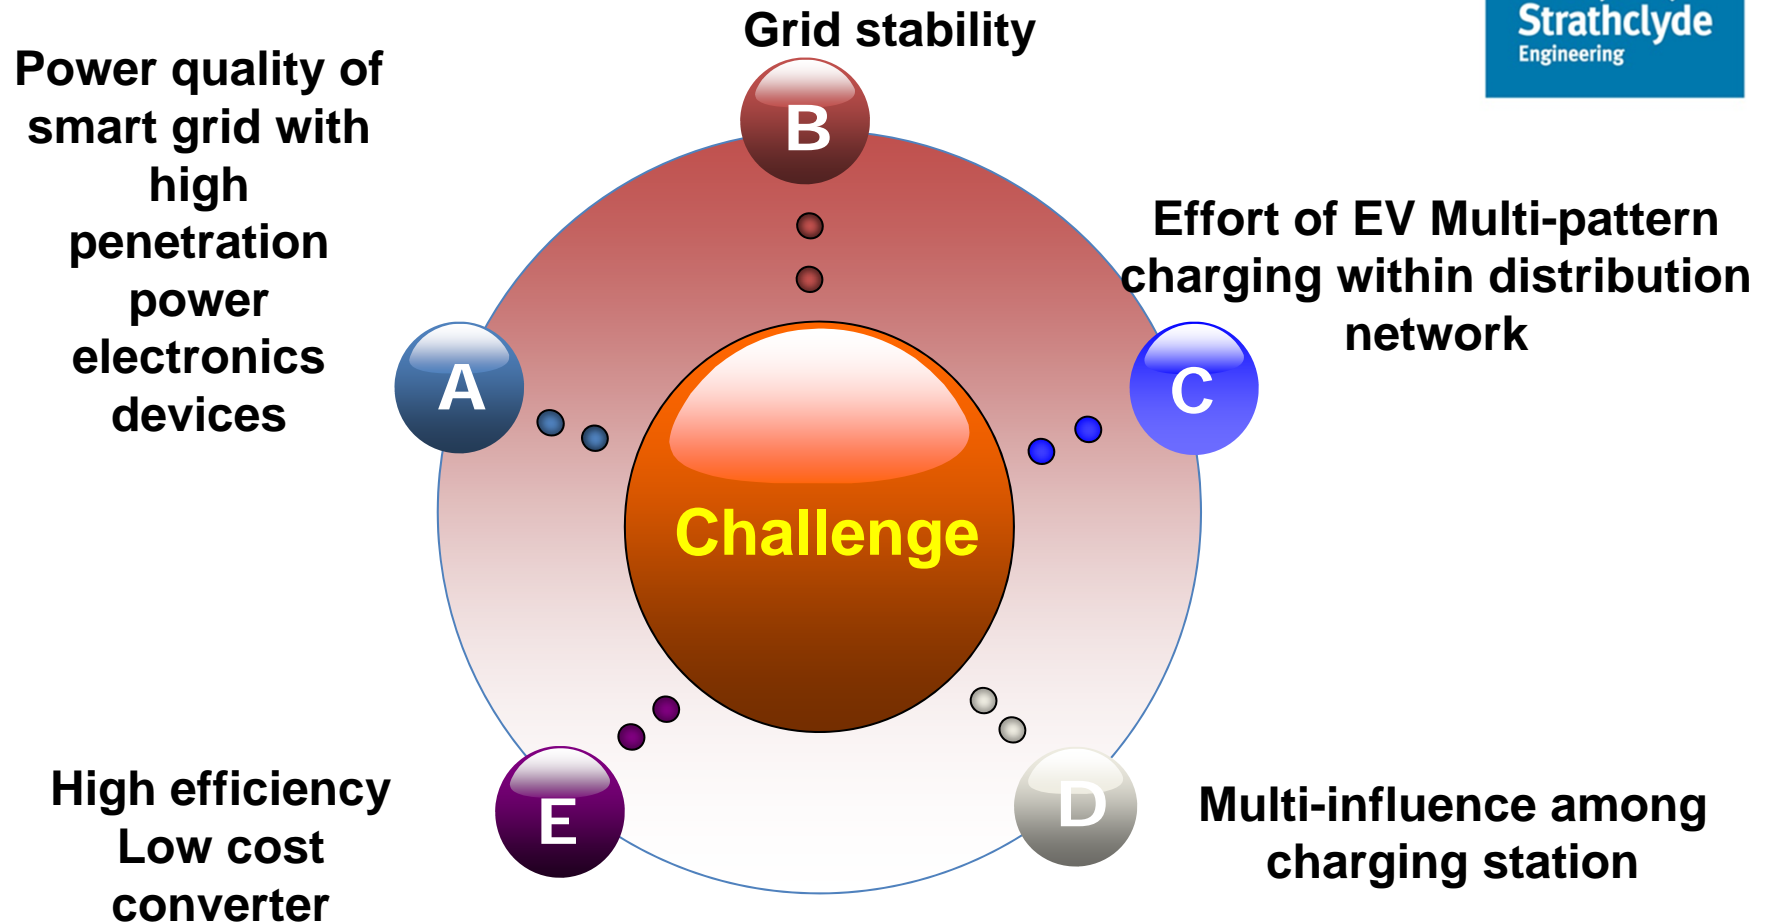 Grid stability
Strathclyde
Engineering
Power quality of
smart grid with
high
penetration
power
electronics
devices
B
Effort of EV Multi-pattern
charging within distribution
network
A
C
Challenge
High efficiency
Low cost
converter
E
D
Multi-influence among
charging station